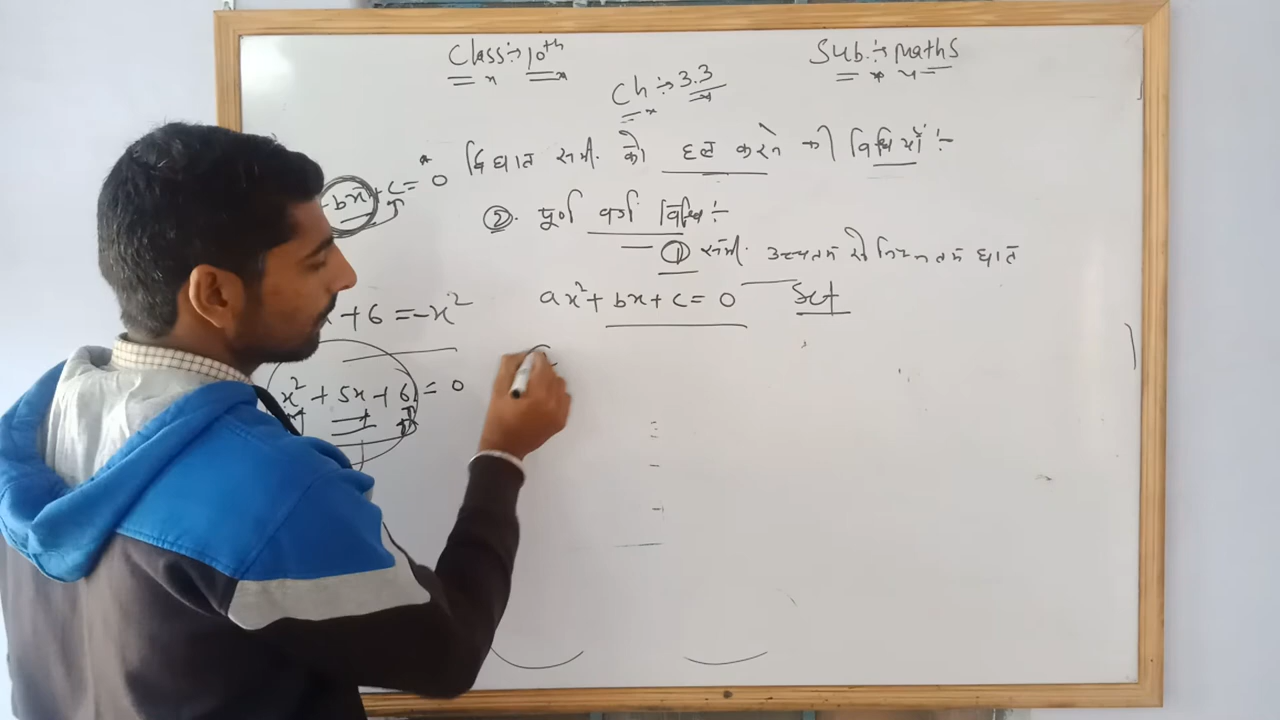 Class:- 10th
Sub.:- maths
Ch:- 3.3
द्विघात समी. को हल करने की विधियाँ:-
bx + c = 0
②. पूर्ण वर्ग विधि:-
① समी. उच्चतम से निम्नतम घात
ax² + bx + c = 0 Set
+ 6 = -x²
x² + 5x + 6 = 0